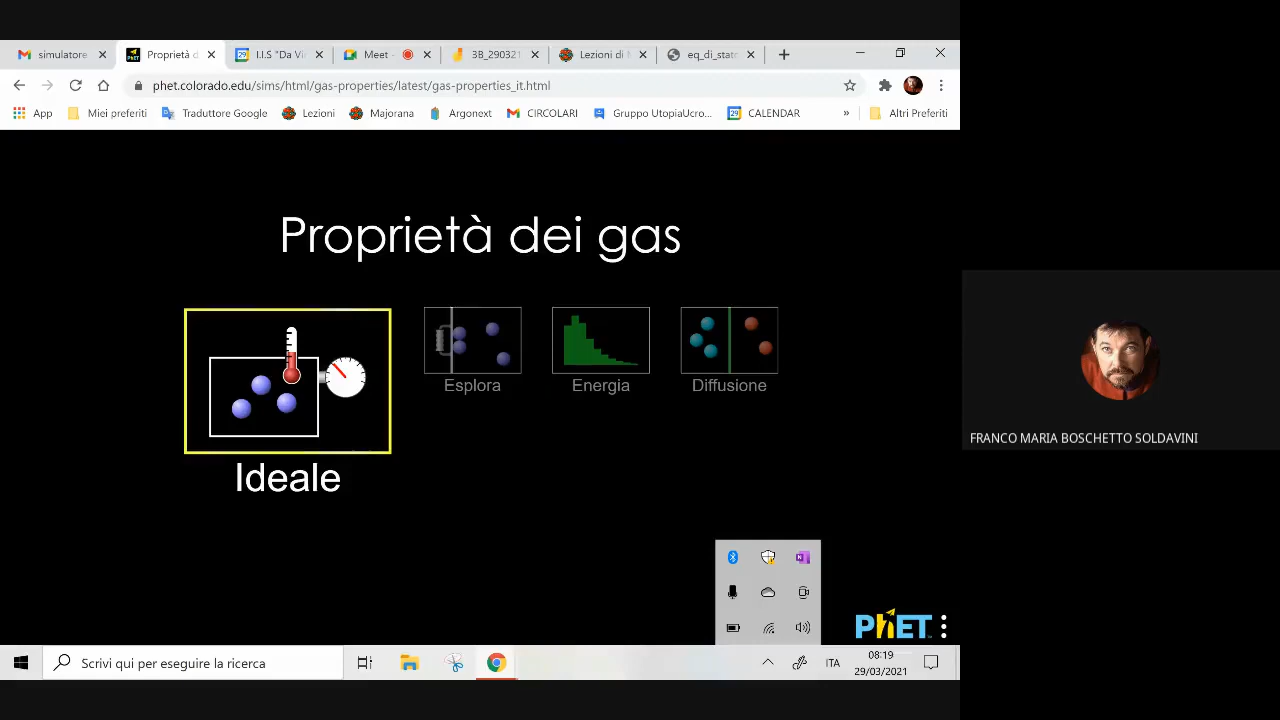 simulatore
Proprietà d
29
I.I.S "Da Vi
Meet -
3B_290321
Lezioni di M
eq_di_stat
phet.colorado.edu/sims/html/gas-properties/latest/gas-properties_it.html
App
Miei preferiti
Traduttore Google
Lezioni
Majorana
Argonext
CIRCOLARI
Gruppo UtopiaUcro...
29
CALENDAR
»
Altri Preferiti
Proprietà dei gas
Ideale
Esplora
Energia
Diffusione
FRANCO MARIA BOSCHETTO SOLDAVINI
PhET
Scrivi qui per eseguire la ricerca
ITA
08:19
29/03/2021